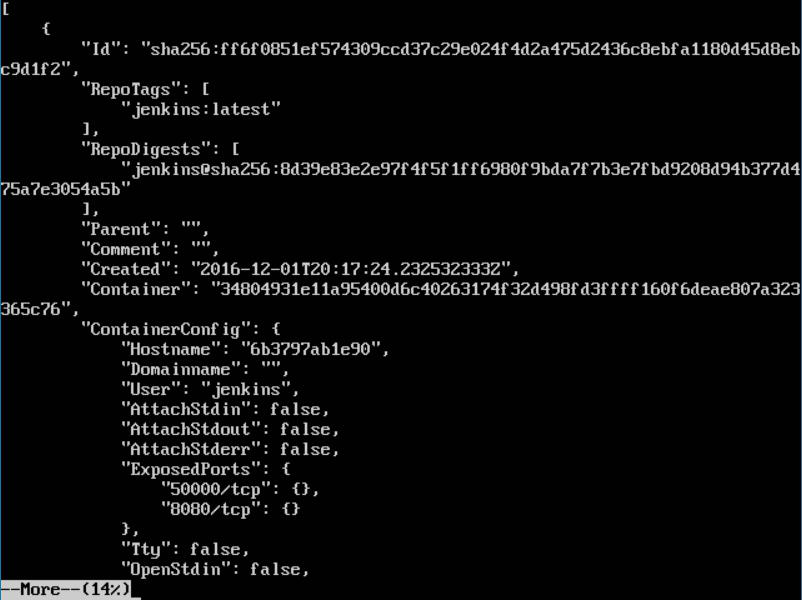 [
    {
        "Id": "sha256:ff6f0851ef574309ccd37c29e024f4d2a475d2436c8ebfa1180d45d8eb
c9d1f2",
        "RepoTags": [
            "jenkins:latest"
        ],
        "RepoDigests": [
            "jenkins@sha256:8d39e83e2e97f4f5f1ff6980f9bda7f7b3e7fbd9208d94b377d4
75a7e3054a5b"
        ],
        "Parent": "",
        "Comment": "",
        "Created": "2016-12-01T20:17:24.232532333Z",
        "Container": "34804931e11a95400d6c40263174f32d498fd3ffff160f6deae807a323
365c76",
        "ContainerConfig": {
            "Hostname": "6b3797ab1e90",
            "Domainname": "",
            "User": "jenkins",
            "AttachStdin": false,
            "AttachStdout": false,
            "AttachStderr": false,
            "ExposedPorts": {
                "50000/tcp": {},
                "8080/tcp": {}
            },
            "Tty": false,
            "OpenStdin": false,
--More--(14%)